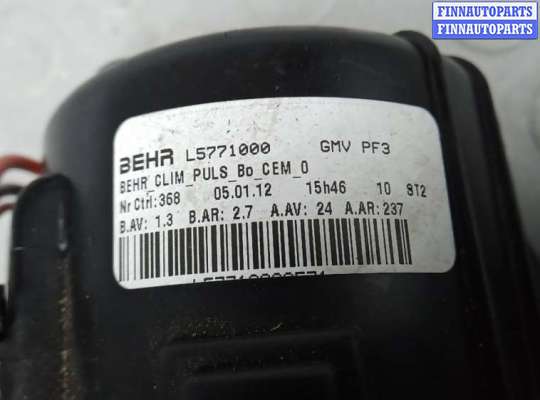 FINNAUTOPARTS
FINNAUTOPARTS
BEHR L5771000 GMV PF3
BEHR_CLIM_PULS_Bo_CEM_0
Nr Ctrl:368 05.01.12 15h46 10 8T2
B.AV: 1.3 B.AR: 2.7 A.AV: 24 A.AR: 237